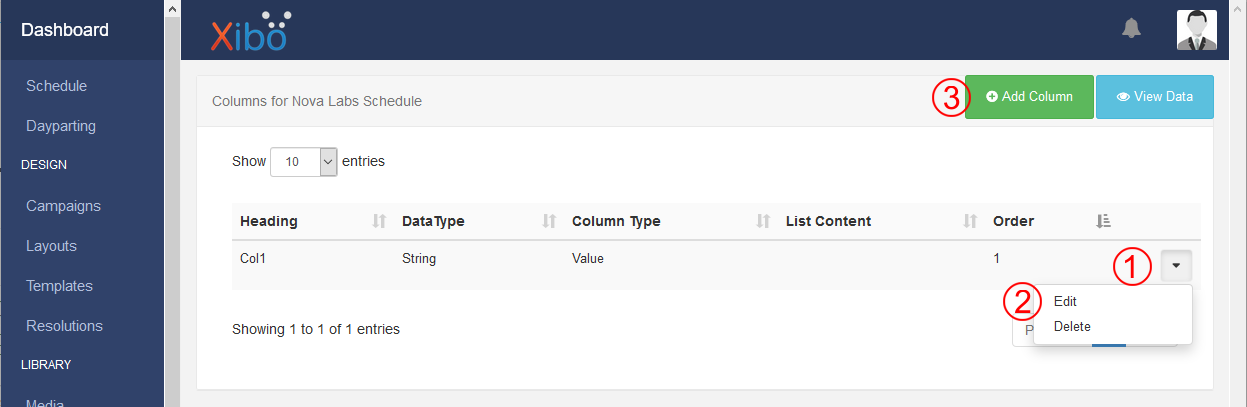 Dashboard
Xibo
Schedule
Dayparting
DESIGN
Campaigns
Layouts
Templates
Resolutions
LIBRARY
Media
Columns for Nova Labs Schedule
3
Add Column
View Data
Show 10 entries
Heading DataType Column Type List Content Order
Col1 String Value 1
1
2
Edit
Delete
Showing 1 to 1 of 1 entries
P